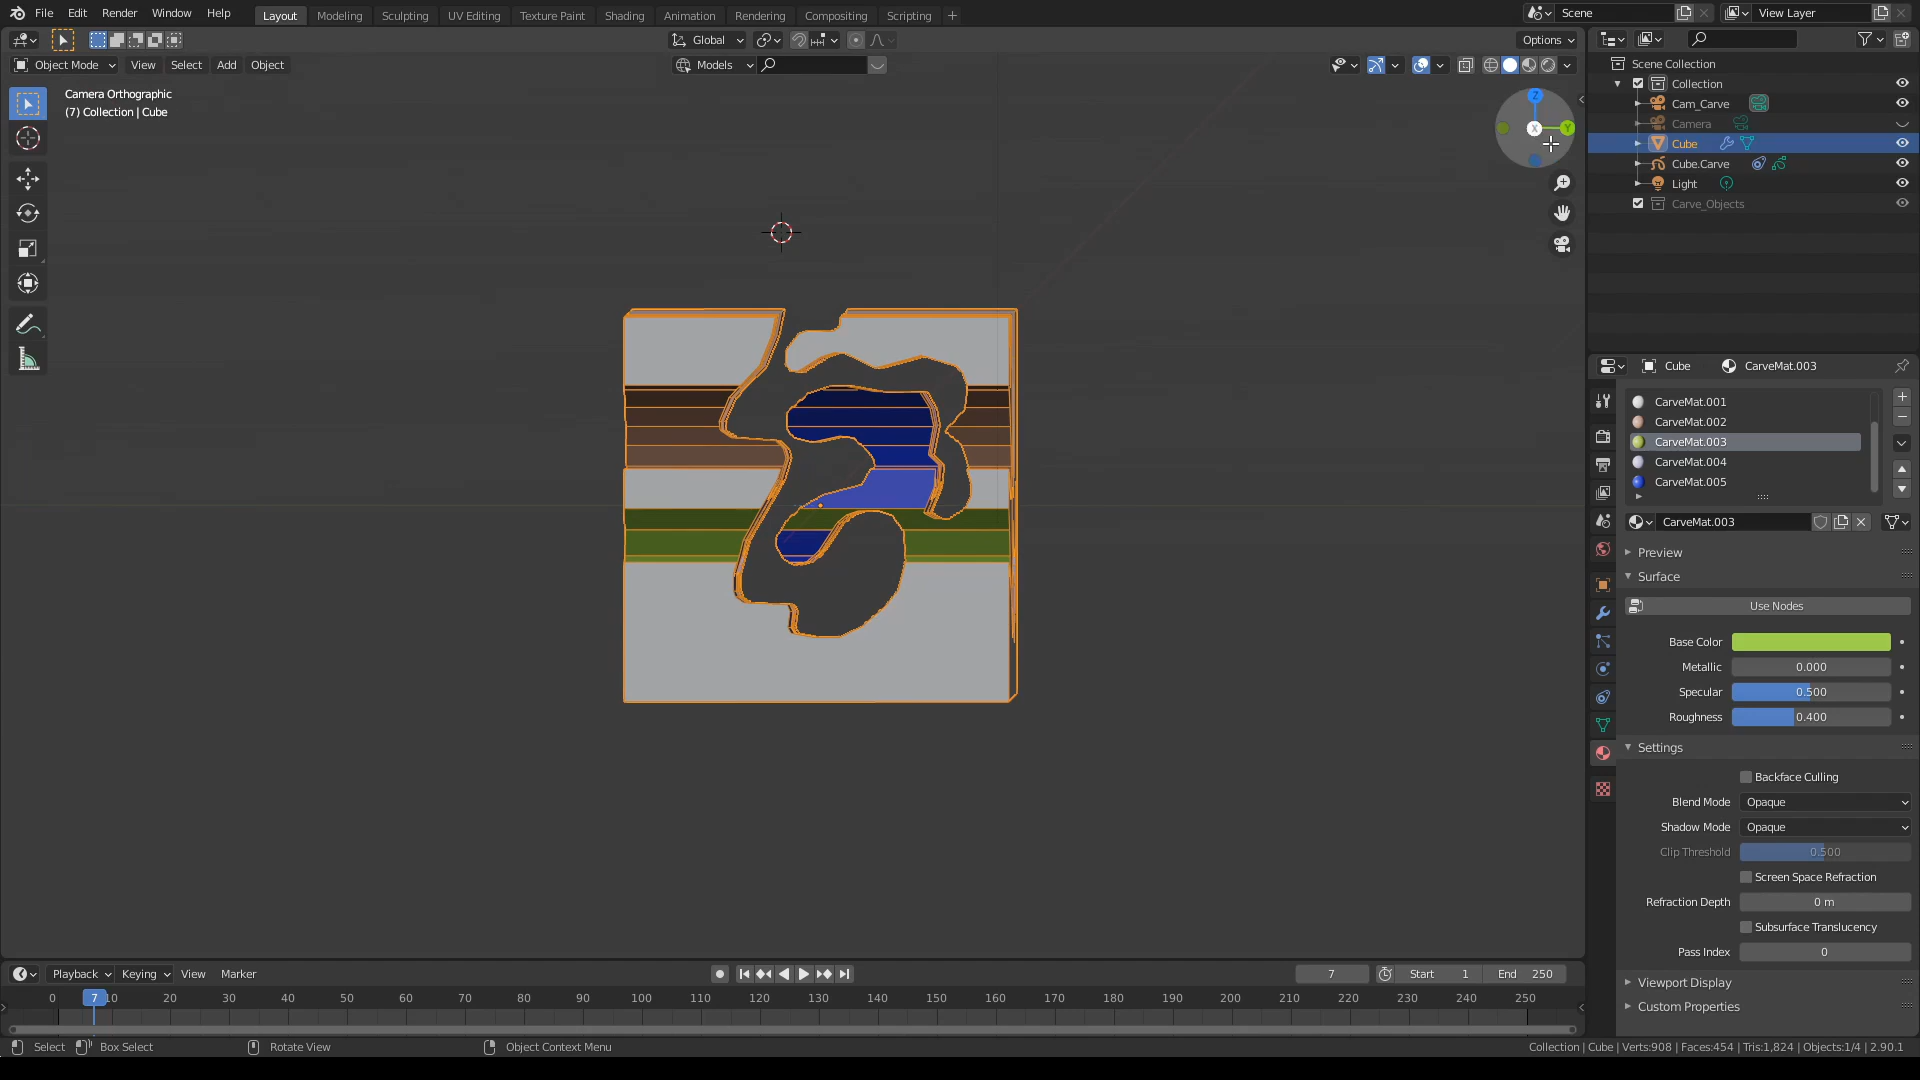 File Edit Render Window Help Layout Modeling Sculpting UV Editing Texture Paint Shading Animation Rendering Compositing Scripting + Scene View Layer
Global Options
Object Mode View Select Add Object Models
Camera Orthographic
(7) Collection | Cube
Z
X
Y
Scene Collection
Collection
Cam_Carve
Camera
Cube
Cube.Carve
Light
Carve_Objects
Cube CarveMat.003
CarveMat.001
CarveMat.002
CarveMat.003
CarveMat.004
CarveMat.005
CarveMat.003
Preview
Surface
Use Nodes
Base Color
Metallic 0.000
Specular 0.500
Roughness 0.400
Settings
Backface Culling
Blend Mode Opaque
Shadow Mode Opaque
Clip Threshold 0.500
Screen Space Refraction
Refraction Depth 0 m
Subsurface Translucency
Pass Index 0
Viewport Display
Custom Properties
Playback Keying View Marker 7 Start 1 End 250
0 7 10 20 30 40 50 60 70 80 90 100 110 120 130 140 150 160 170 180 190 200 210 220 230 240 250
Select Box Select Rotate View Object Context Menu Collection | Cube | Verts:908 | Faces:454 | Tris:1,824 | Objects:1/4 | 2.90.1